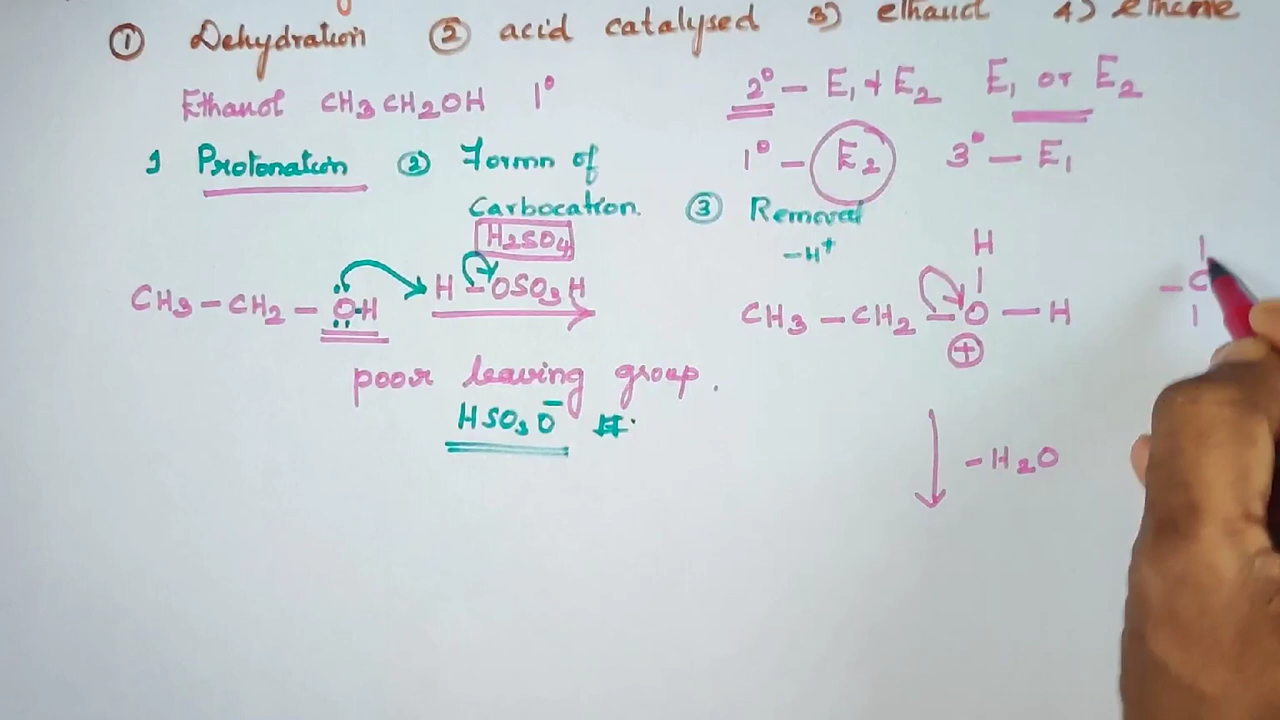 ① Dehydration ② acid catalysed 3) ethanol 4) ethene
Ethanol CH3CH2OH 1°
2° – E1 + E2 E1 or E2
1° – E2 3° – E1
1 Protonation ② Formn of
Carbocation.
③ Removal
–H+
H2SO4
CH3 – CH2 – OH H – OSO3H
H
CH3 – CH2 – O – H
+
– C
poor leaving group.
HSO3O–
–H2O